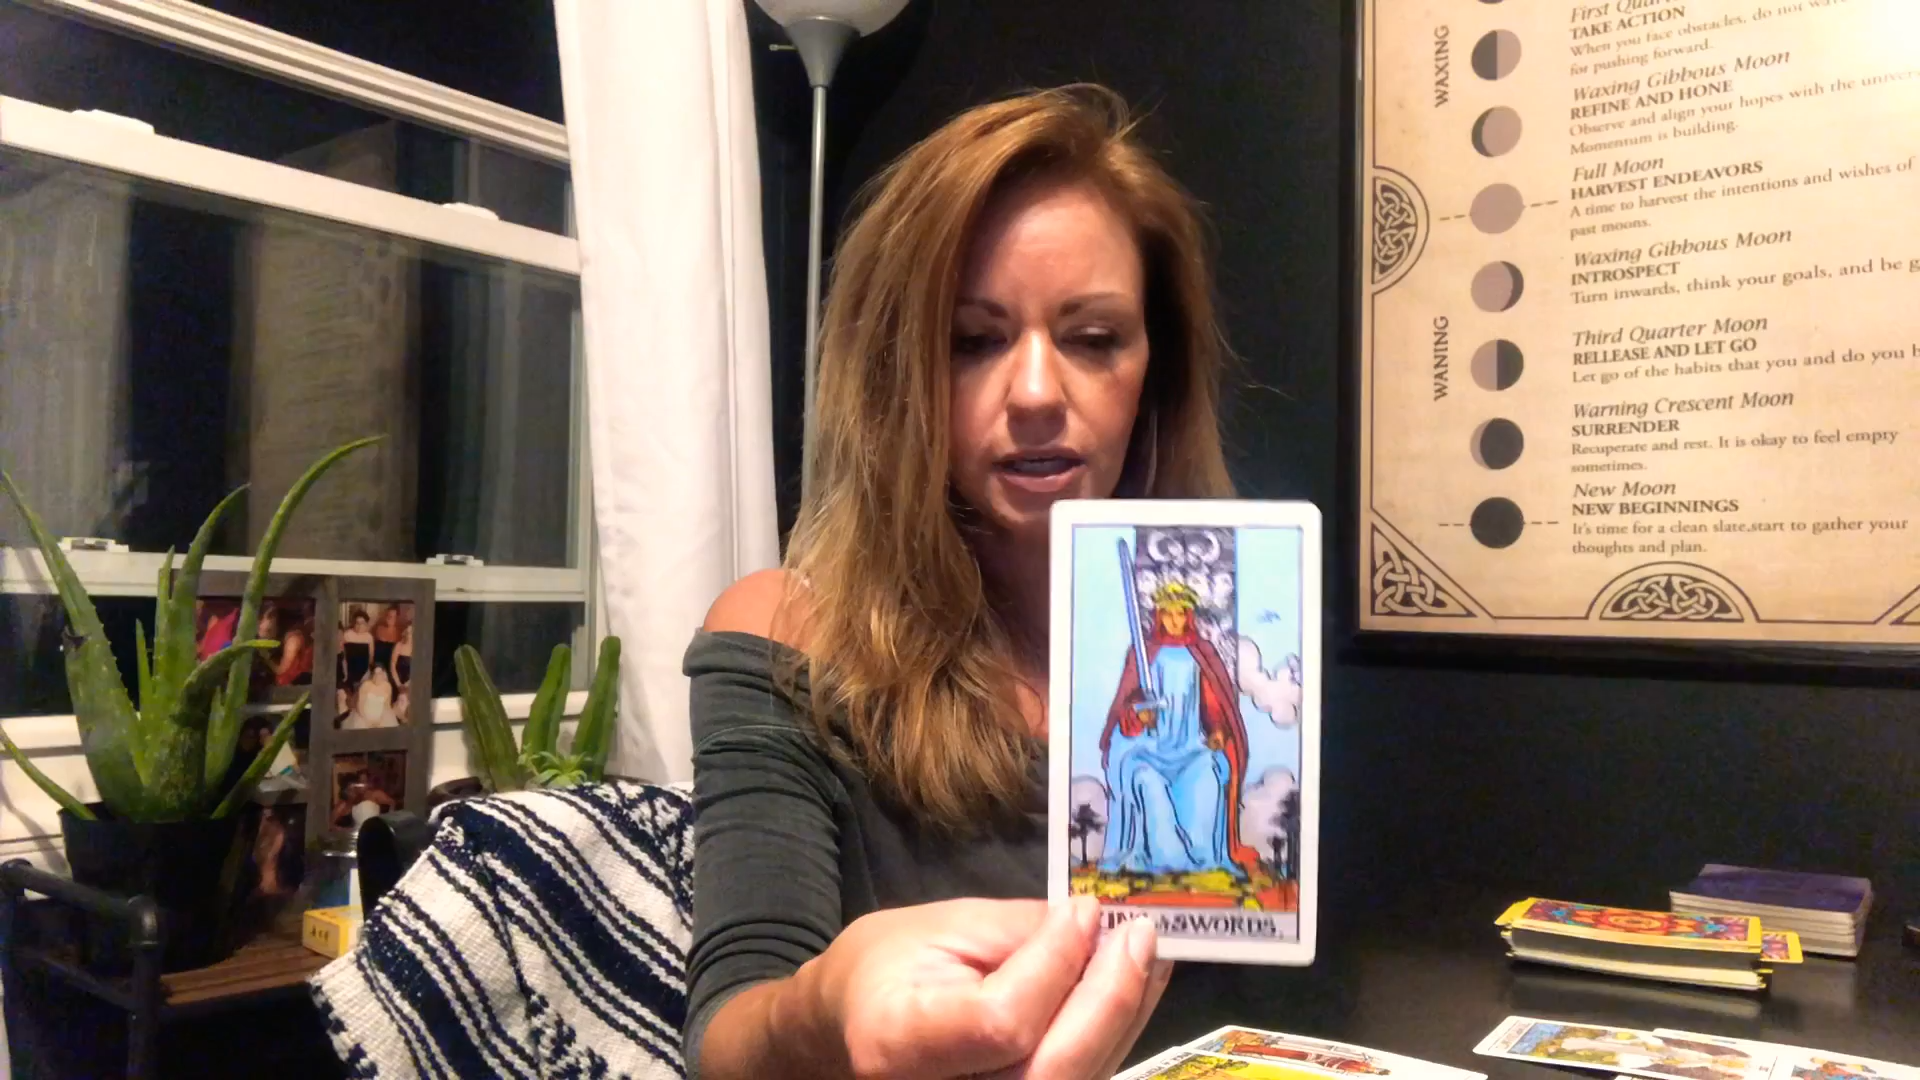 WAXING
First
TAKE ACTION
When you face obstacles, do not
for pushing forward.
Waxing Gibbous Moon
REFINE AND HONE
Observe and align your hopes with the
Momentum is building.
Full Moon
HARVEST ENDEAVORS
A time to harvest the intentions and wishes of
past moons.
Waxing Gibbous Moon
INTROSPECT
Turn inwards, think your goals, and be
WANING
Third Quarter Moon
RELLEASE AND LET GO
Let go of the habits that you and do you
Warning Crescent Moon
SURRENDER
Recuperate and rest. It is okay to feel empty
sometimes.
New Moon
NEW BEGINNINGS
It's time for a clean slate.start to gather your
thoughts and plan.
SWORDS.